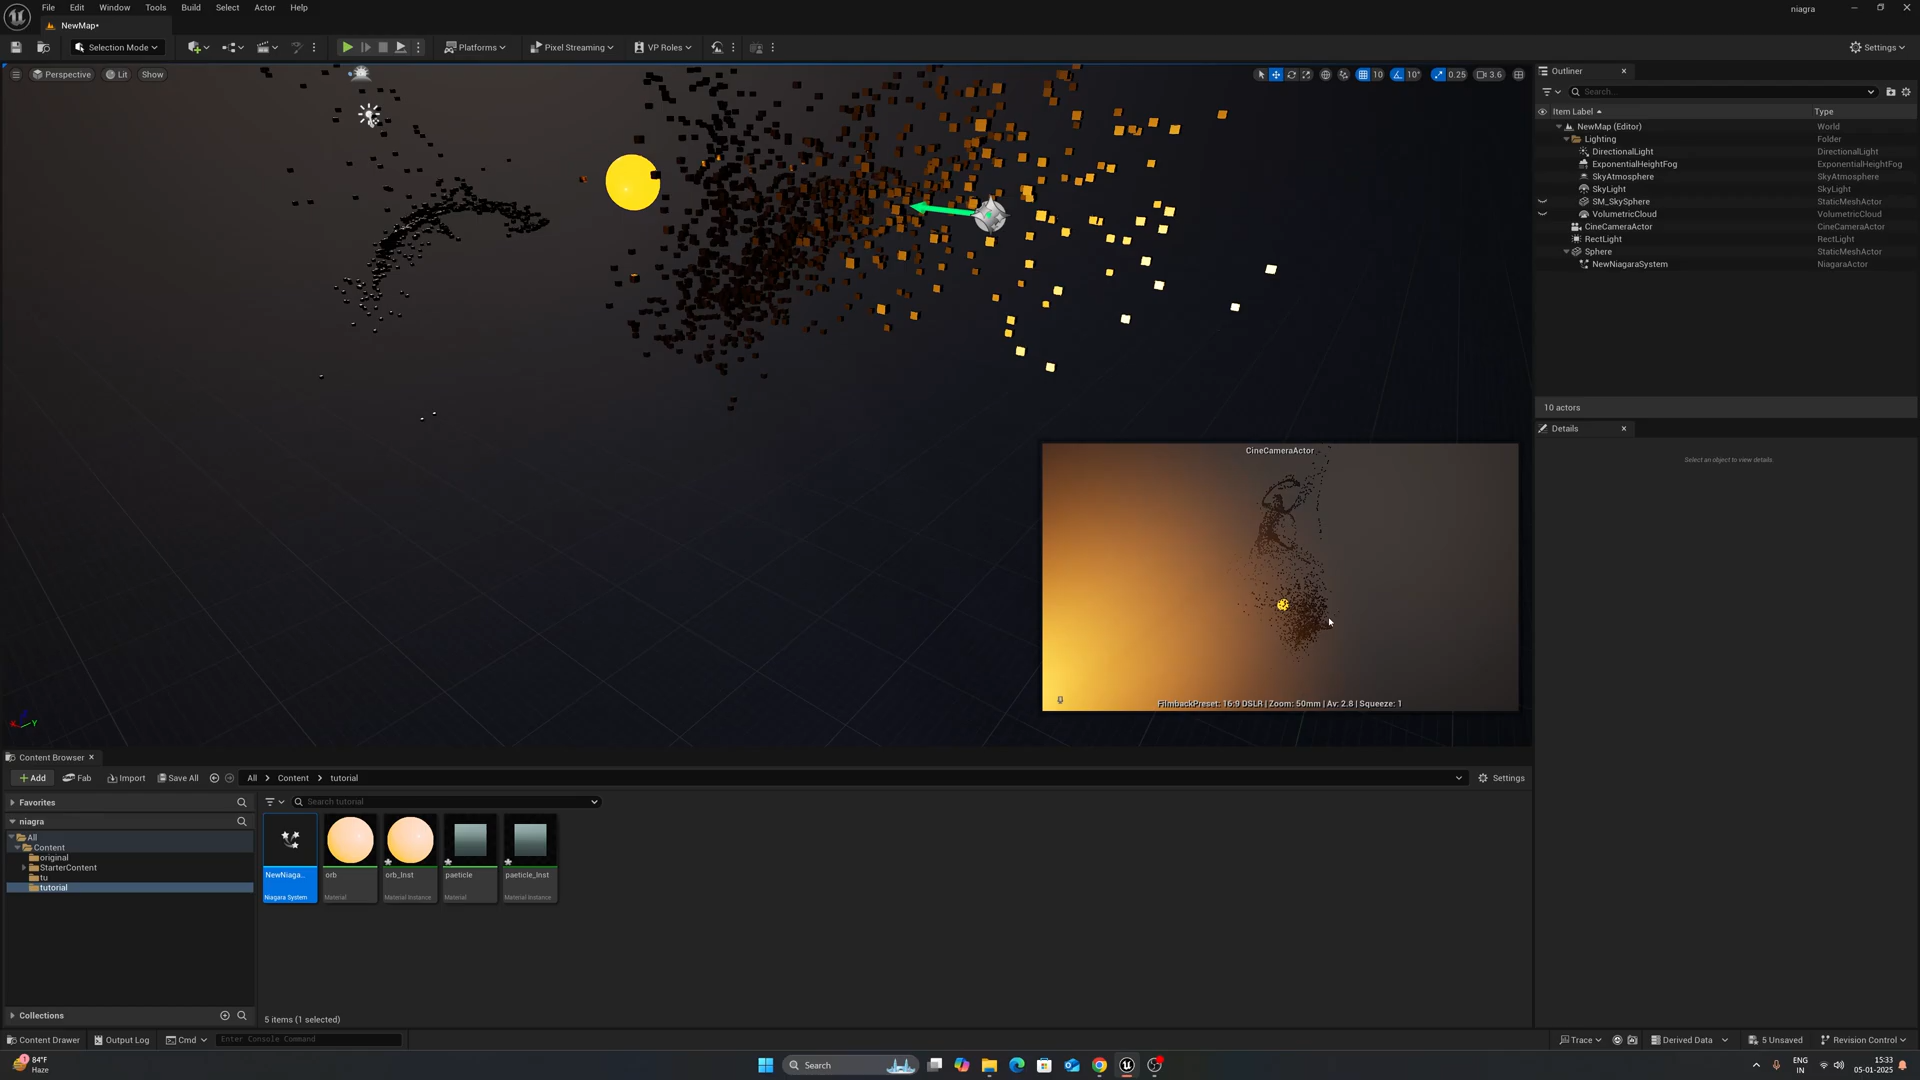 File Edit Window Tools Build Select Actor Help
niagra
NewMap•
Selection Mode
Platforms
Pixel Streaming
VP Roles
Settings
Perspective
Lit
Show
10
10°
0.25
3.6
Outliner
Search...
Item Label
Type
NewMap (Editor) World
Lighting Folder
DirectionalLight DirectionalLight
ExponentialHeightFog ExponentialHeightFog
SkyAtmosphere SkyAtmosphere
SkyLight SkyLight
SM_SkySphere StaticMeshActor
VolumetricCloud VolumetricCloud
CineCameraActor CineCameraActor
RectLight RectLight
Sphere StaticMeshActor
NewNiagaraSystem NiagaraActor
10 actors
Details
Select an object to view details.
CineCameraActor
FilmbackPreset: 16:9 DSLR | Zoom: 50mm | Av: 2.8 | Squeeze: 1
Y
Content Browser
Add
Fab
Import
Save All
All > Content > tutorial
Settings
Favorites
niagra
All
Content
original
StarterContent
tu
tutorial
Collections
Search tutorial
NewNiaga...
Niagara System
orb
Material
orb_Inst
Material Instance
paeticle
Material
paeticle_Inst
Material Instance
5 items (1 selected)
Content Drawer
Output Log
Cmd
Enter Console Command
Trace
Derived Data
5 Unsaved
Revision Control
1
84°F
Haze
Search
ENG
IN
15:33
05-01-2025